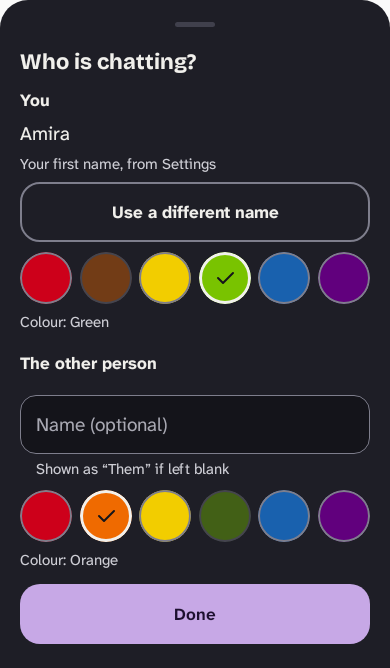 Who is chatting?
You
Amira
Your first name, from Settings
Use a different name
Colour: Green
The other person
Name (optional)
Shown as “Them” if left blank
Colour: Orange
Done